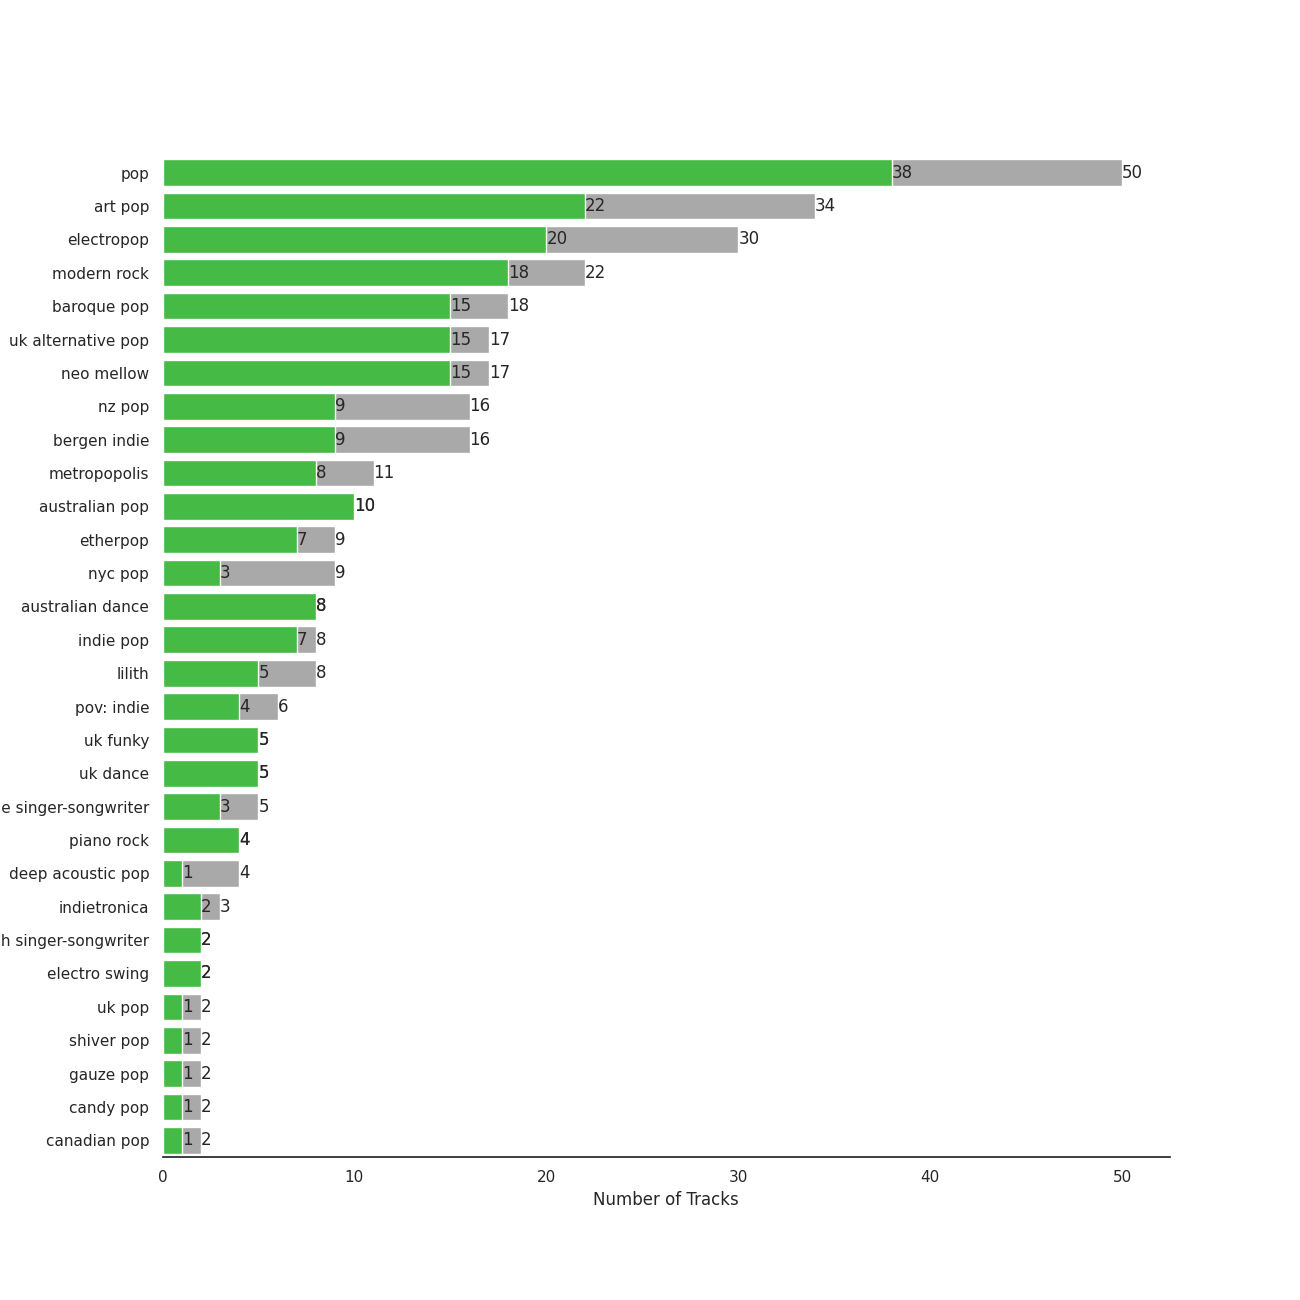 pop 38 50
art pop 22 34
electropop 20 30
modern rock 18 22
baroque pop 15 18
uk alternative pop 15 17
neo mellow 15 17
nz pop 9 16
bergen indie 9 16
metropopolis 8 11
australian pop 10
etherpop 7 9
nyc pop 3 9
australian dance 8
indie pop 7 8
lilith 5 8
pov: indie 4 6
uk funky 5
uk dance 5
e singer-songwriter 3 5
piano rock 4
deep acoustic pop 1 4
indietronica 2 3
h singer-songwriter 2
electro swing 2
uk pop 1 2
shiver pop 1 2
gauze pop 1 2
candy pop 1 2
canadian pop 1 2
0 10 20 30 40 50
Number of Tracks